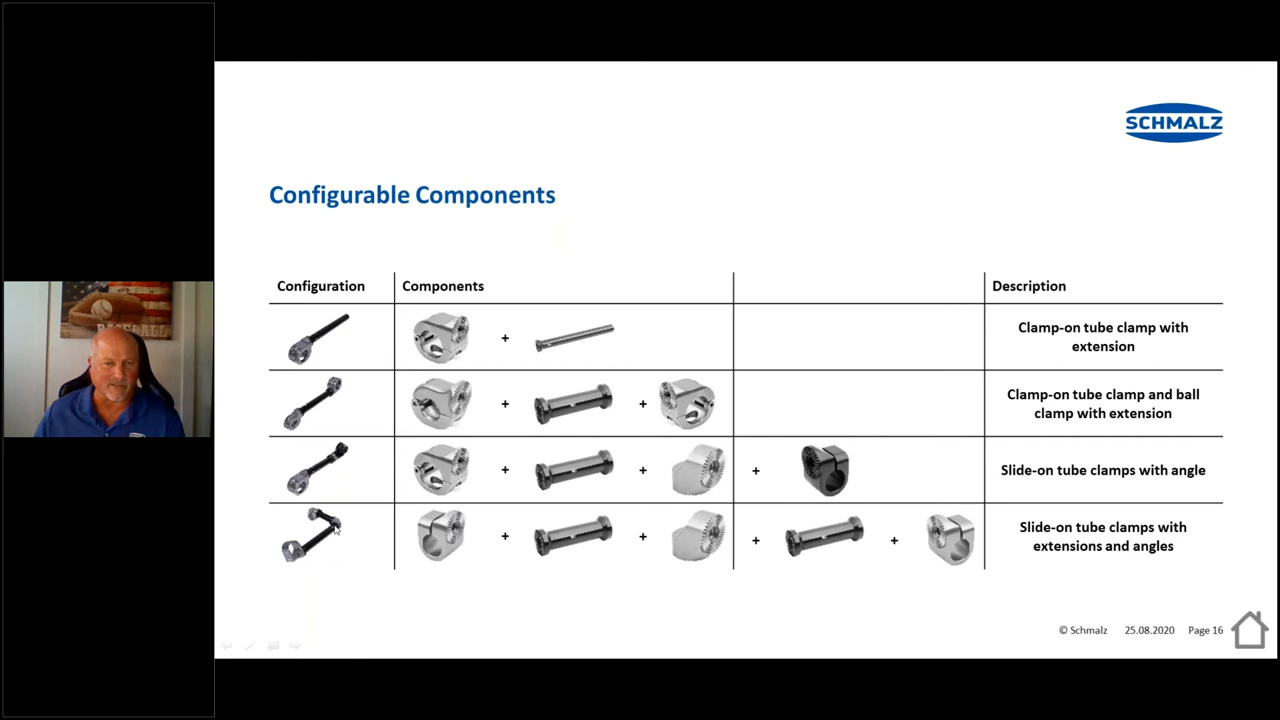 SCHMALZ
Configurable Components
Configuration
Components
Description
+
Clamp-on tube clamp with
extension
+
+
Clamp-on tube clamp and ball
clamp with extension
+
+
+
Slide-on tube clamps with angle
+
+
+
+
Slide-on tube clamps with
extensions and angles
© Schmalz 25.08.2020 Page 16
BASEBALL